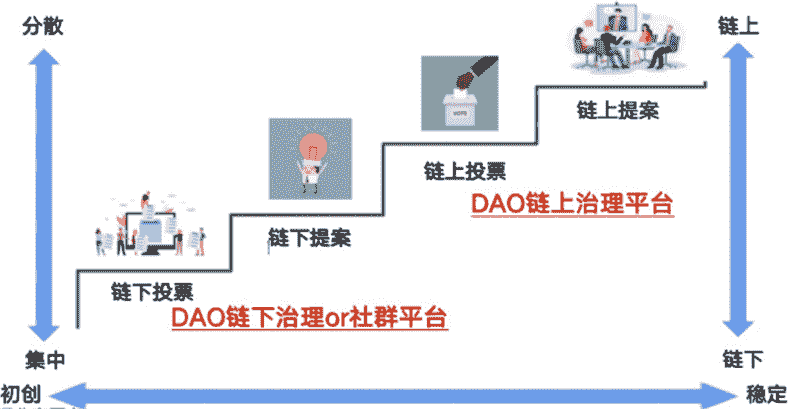 分散
链上
链上提案
VOTE
链上投票
DAO链上治理平台
链下提案
链下投票
DAO链下治理or社群平台
集中
链下
初创
稳定